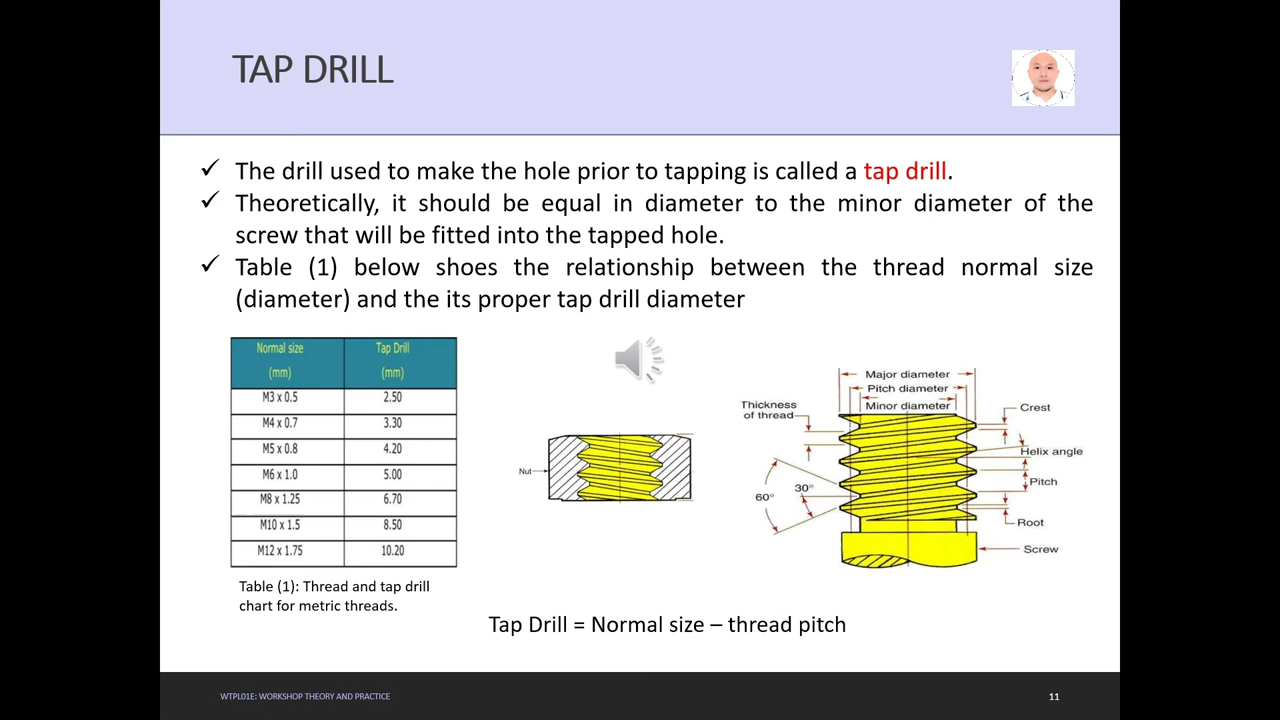 TAP DRILL
✓ The drill used to make the hole prior to tapping is called a tap drill.
✓ Theoretically, it should be equal in diameter to the minor diameter of the
screw that will be fitted into the tapped hole.
✓ Table (1) below shoes the relationship between the thread normal size
(diameter) and the its proper tap drill diameter
Normal size (mm) Tap Drill (mm)
M3 x 0.5 2.50
M4 x 0.7 3.30
M5 x 0.8 4.20
M6 x 1.0 5.00
M8 x 1.25 6.70
M10 x 1.5 8.50
M12 x 1.75 10.20
Table (1): Thread and tap drill
chart for metric threads.
Nut
Major diameter
Pitch diameter
Minor diameter
Thickness
of thread
Crest
Helix angle
Pitch
60°
30°
Root
Screw
Tap Drill = Normal size – thread pitch
WTPL01E: WORKSHOP THEORY AND PRACTICE
11